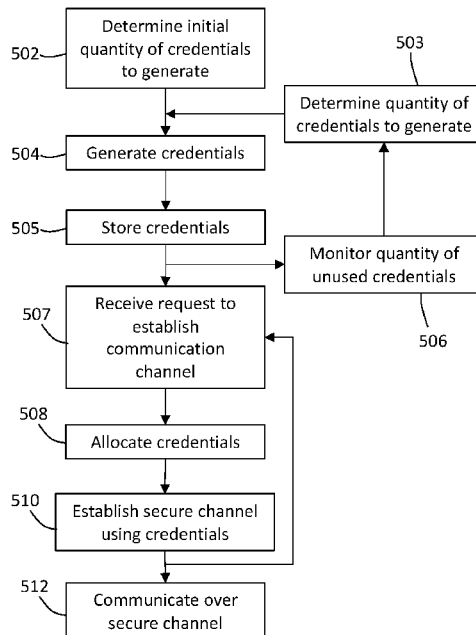 502
Determine initial
quantity of credentials
to generate
503
Determine quantity of
credentials to generate
504
Generate credentials
505
Store credentials
Monitor quantity of
unused credentials
506
507
Receive request to
establish
communication
channel
508
Allocate credentials
510
Establish secure channel
using credentials
512
Communicate over
secure channel